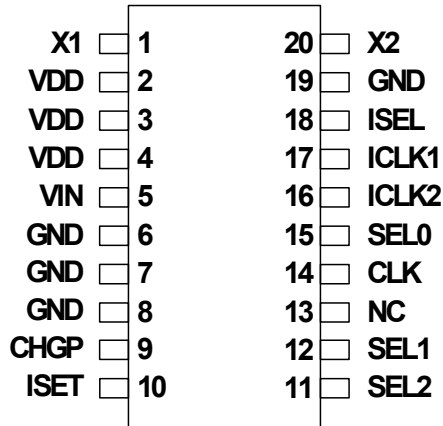 X1 1 20 X2
VDD 2 19 GND
VDD 3 18 ISEL
VDD 4 17 ICLK1
VIN 5 16 ICLK2
GND 6 15 SEL0
GND 7 14 CLK
GND 8 13 NC
CHGP 9 12 SEL1
ISET 10 11 SEL2